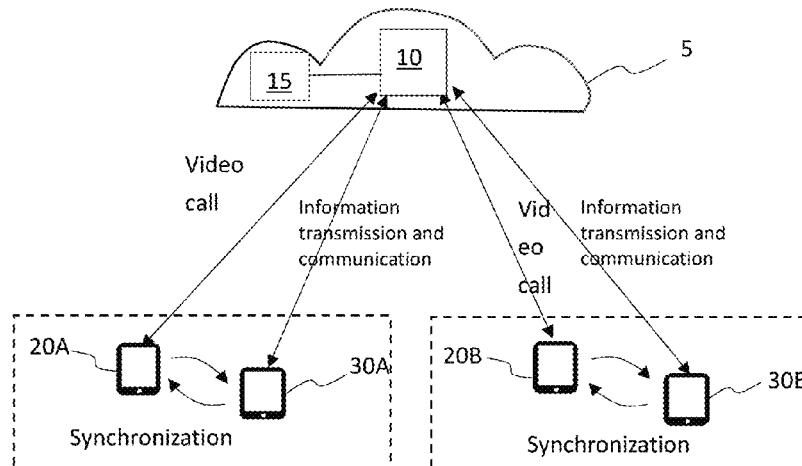 5
15
10
Video
call
Information
transmission and
communication
Vid
eo
call
Information
transmission and
communication
20A
30A
Synchronization
20B
30B
Synchronization